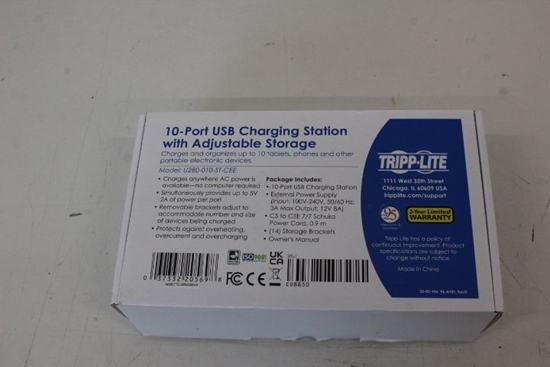 10-Port USB Charging Station
with Adjustable Storage
Charges and organizes up to 10 tablets, phones and other
portable electronic devices.
Model: U280-010-ST-CEE
• Charges anywhere AC power is
available—no computer required
• Simultaneously provides up to 5V
2A of power per port
• Removable brackets adjust to
accommodate number and size
of devices being charged
• Protects against overheating,
overcurrent and overcharging
Package Includes:
• 10-Port USB Charging Station
• External Power Supply
(Input: 100V-240V, 50/60 Hz,
3A Max Output: 12V 8A)
• C5 to CEE 7/7 Schuko
Power Cord, 0.9 m
• (14) Storage Brackets
• Owner's Manual
0 37332 20569 8
ISO 9001
CE
FC
UK
CA
TRIPP·LITE
1111 West 35th Street
Chicago, IL 60609 USA
tripplite.com/support
2-Year Limited
WARRANTY
Tripp Lite has a policy of
continuous improvement. Product
specifications are subject to
change without notice.
Made in China